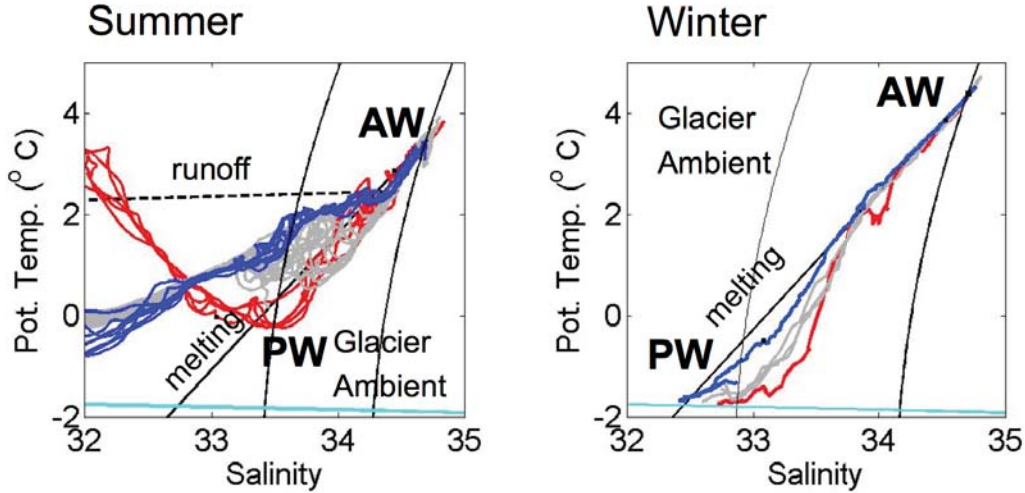 Summer
Winter
Pot. Temp. (° C)
4
2
0
-2
32
33
34
35
Salinity
AW
runoff
melting
PW
Glacier
Ambient
Pot. Temp. (° C)
4
2
0
-2
32
33
34
35
Salinity
Glacier
Ambient
AW
melting
PW